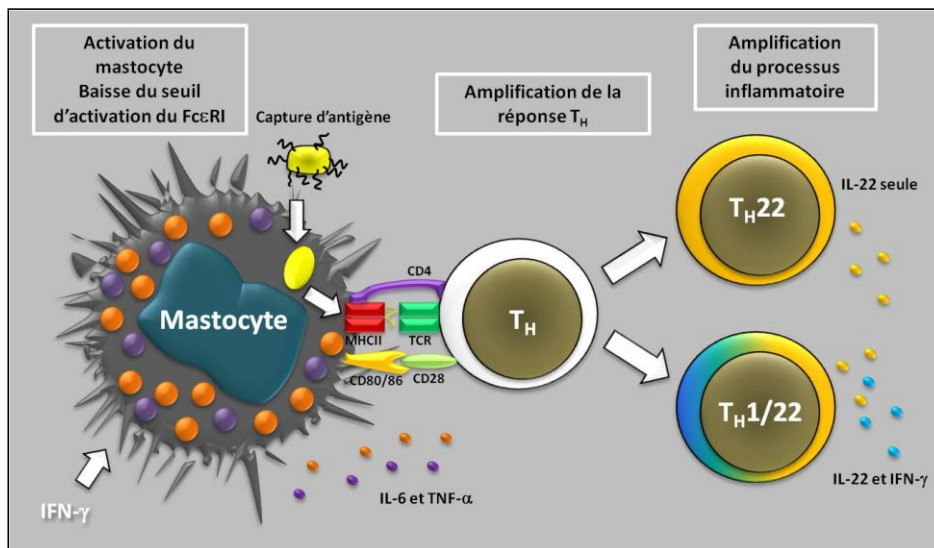 Activation du
mastocyte
Baisse du seuil
d'activation du FcεRI
Capture d'antigène
Amplification de la
réponse TH
Amplification
du processus
inflammatoire
IL-22 seule
TH22
CD4
Mastocyte
MHCII
TCR
TH
CD80/86
CD28
TH1/22
IL-6 et TNF-α
IL-22 et IFN-γ
IFN-γ